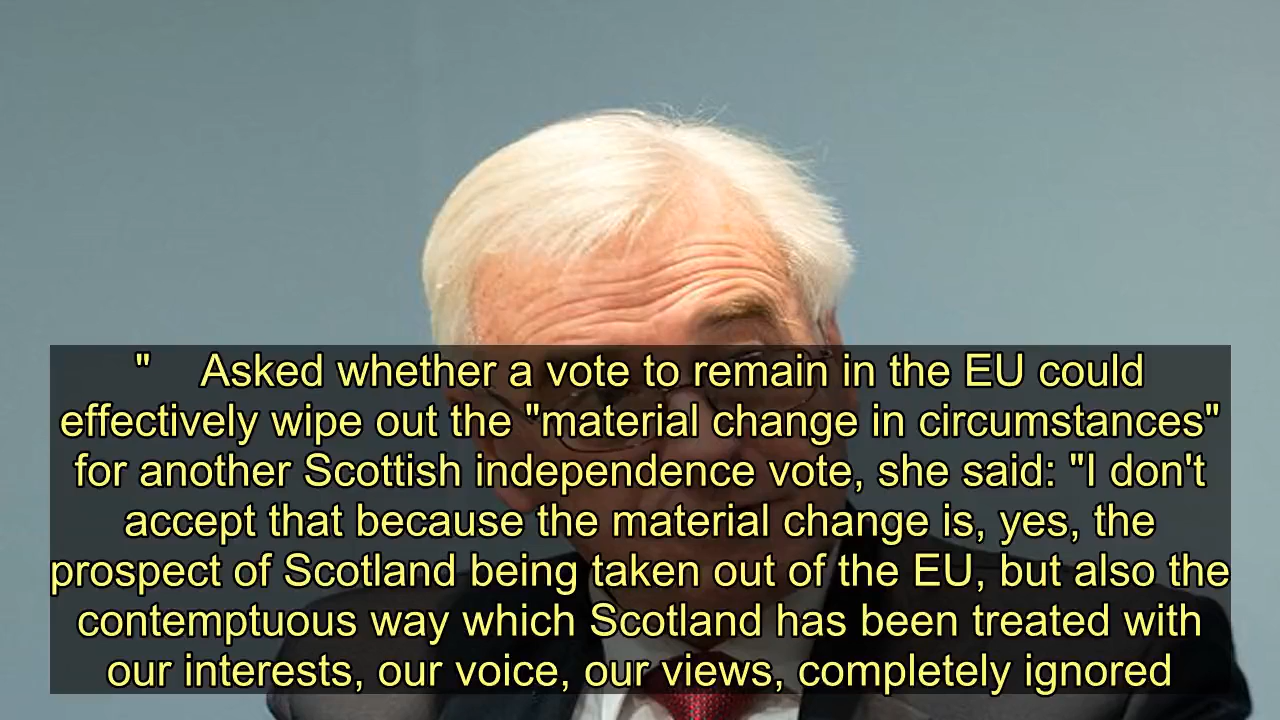 " Asked whether a vote to remain in the EU could
effectively wipe out the "material change in circumstances"
for another Scottish independence vote, she said: "I don't
accept that because the material change is, yes, the
prospect of Scotland being taken out of the EU, but also the
contemptuous way which Scotland has been treated with
our interests, our voice, our views, completely ignored